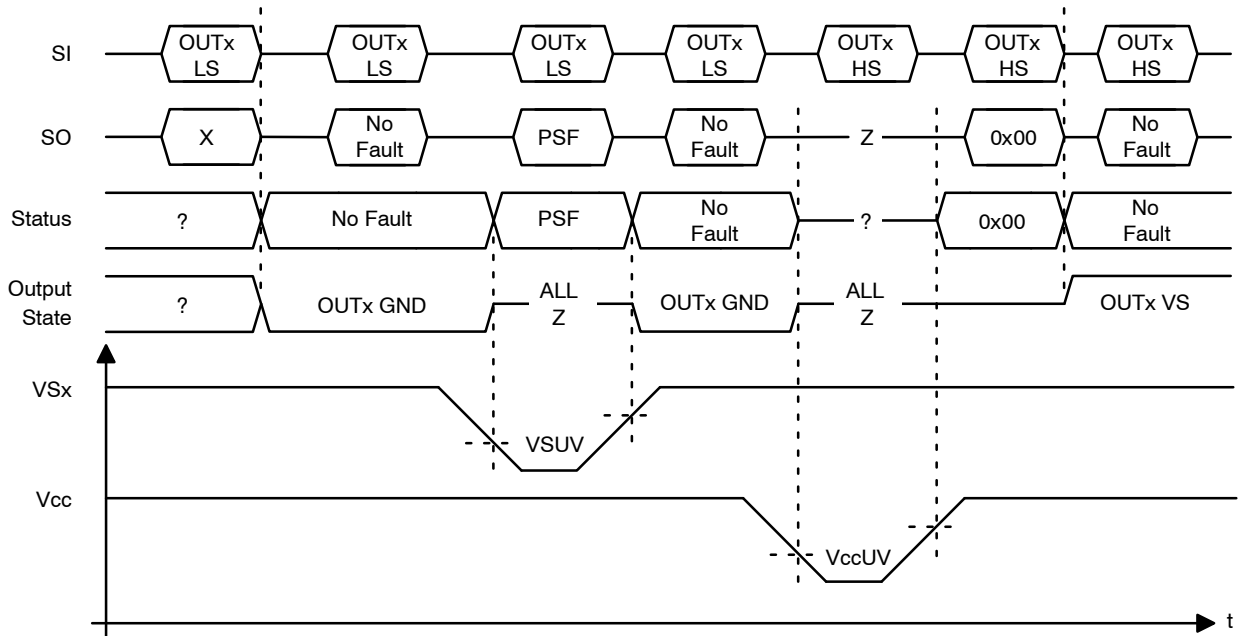 SI
OUTx
LS
OUTx
LS
OUTx
LS
OUTx
LS
OUTx
HS
OUTx
HS
OUTx
HS
SO
X
No
Fault
PSF
No
Fault
Z
0x00
No
Fault
Status
?
No Fault
PSF
No
Fault
?
0x00
No
Fault
Output
State
?
OUTx GND
ALL
Z
OUTx GND
ALL
Z
OUTx VS
VSx
VSUV
Vcc
VccUV
t